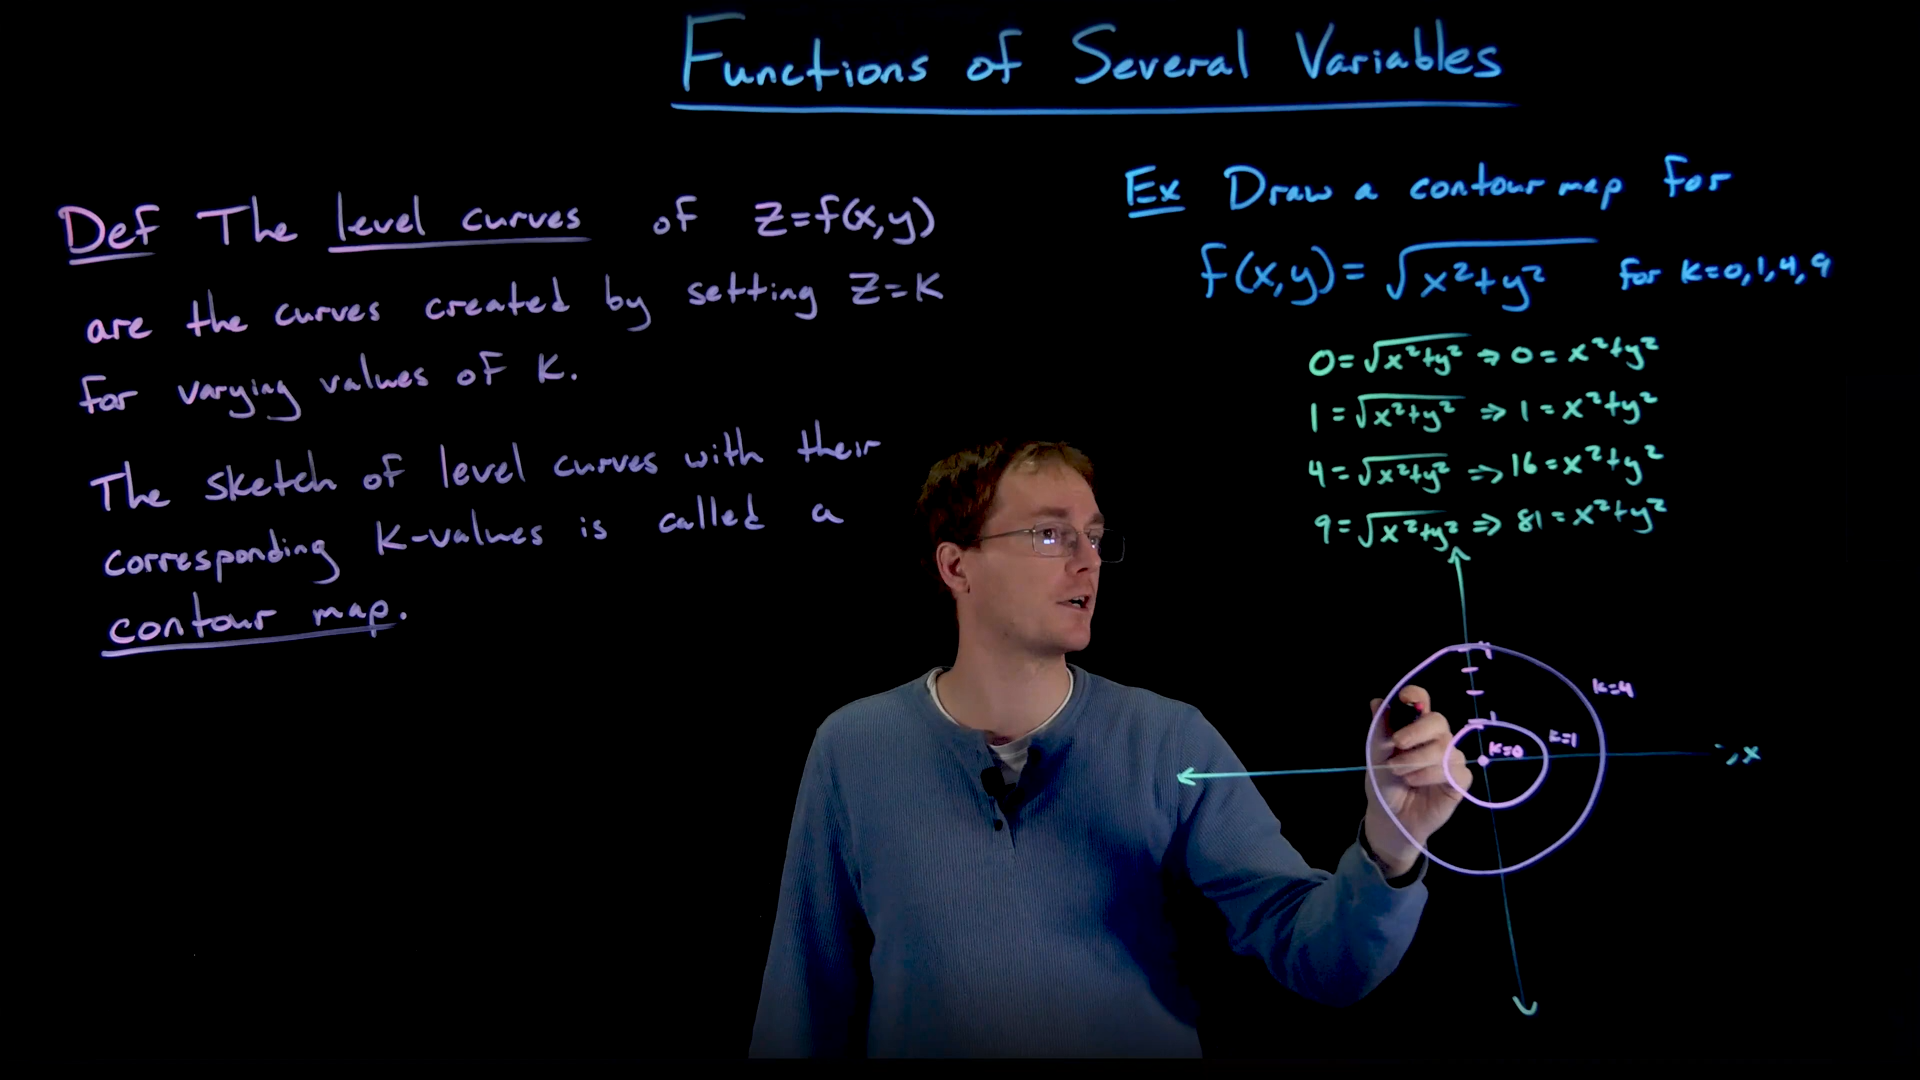 Functions of Several Variables
Def The level curves of z=f(x,y)
are the curves created by setting z=k
for varying values of k.
The sketch of level curves with their
corresponding k-values is called a
contour map.
Ex Draw a contour map for
f(x,y)=√x²+y² for k=0,1,4,9
0=√x²+y² ⇒ 0=x²+y²
1=√x²+y² ⇒ 1=x²+y²
4=√x²+y² ⇒ 16=x²+y²
9=√x²+y² ⇒ 81=x²+y²
4
k=4
1
k=1
k=0
x